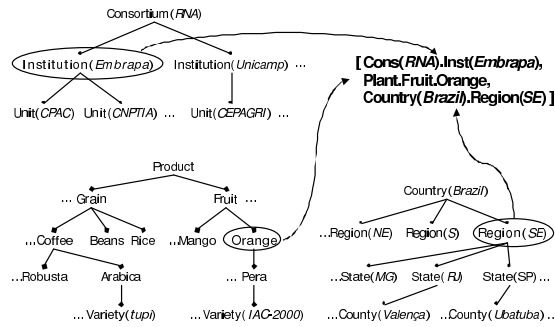 Consortium(RNA)
Institution(Embrapa) Institution(Unicamp) ...
Unit(CPAC) Unit(CNPTIA) ... Unit(CEPAGRI) ...
[ Cons(RNA).Inst(Embrapa),
Plant.Fruit.Orange,
Country(Brazil).Region(SE) ]
Product
... Grain Fruit ...
...Coffee Beans Rice ...Mango Orange
...Robusta Arabica ... Pera
...Variety(tupi) ...Variety(IAC-2000)
Country(Brazil)
...Region(NE) Region(S) Region(SE)
...State(MG) State(RJ) State(SP) ...
...County(Valença) ...County(Ubatuba) ...